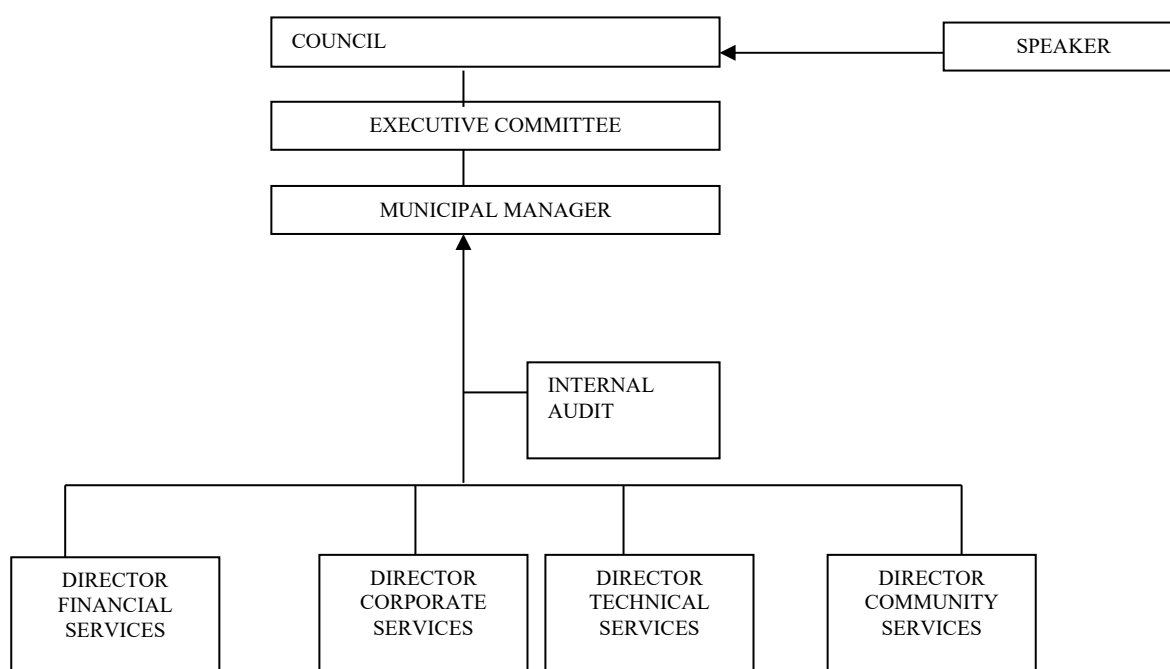 COUNCIL
SPEAKER
EXECUTIVE COMMITTEE
MUNICIPAL MANAGER
INTERNAL
AUDIT
DIRECTOR
FINANCIAL
SERVICES
DIRECTOR
CORPORATE
SERVICES
DIRECTOR
TECHNICAL
SERVICES
DIRECTOR
COMMUNITY
SERVICES